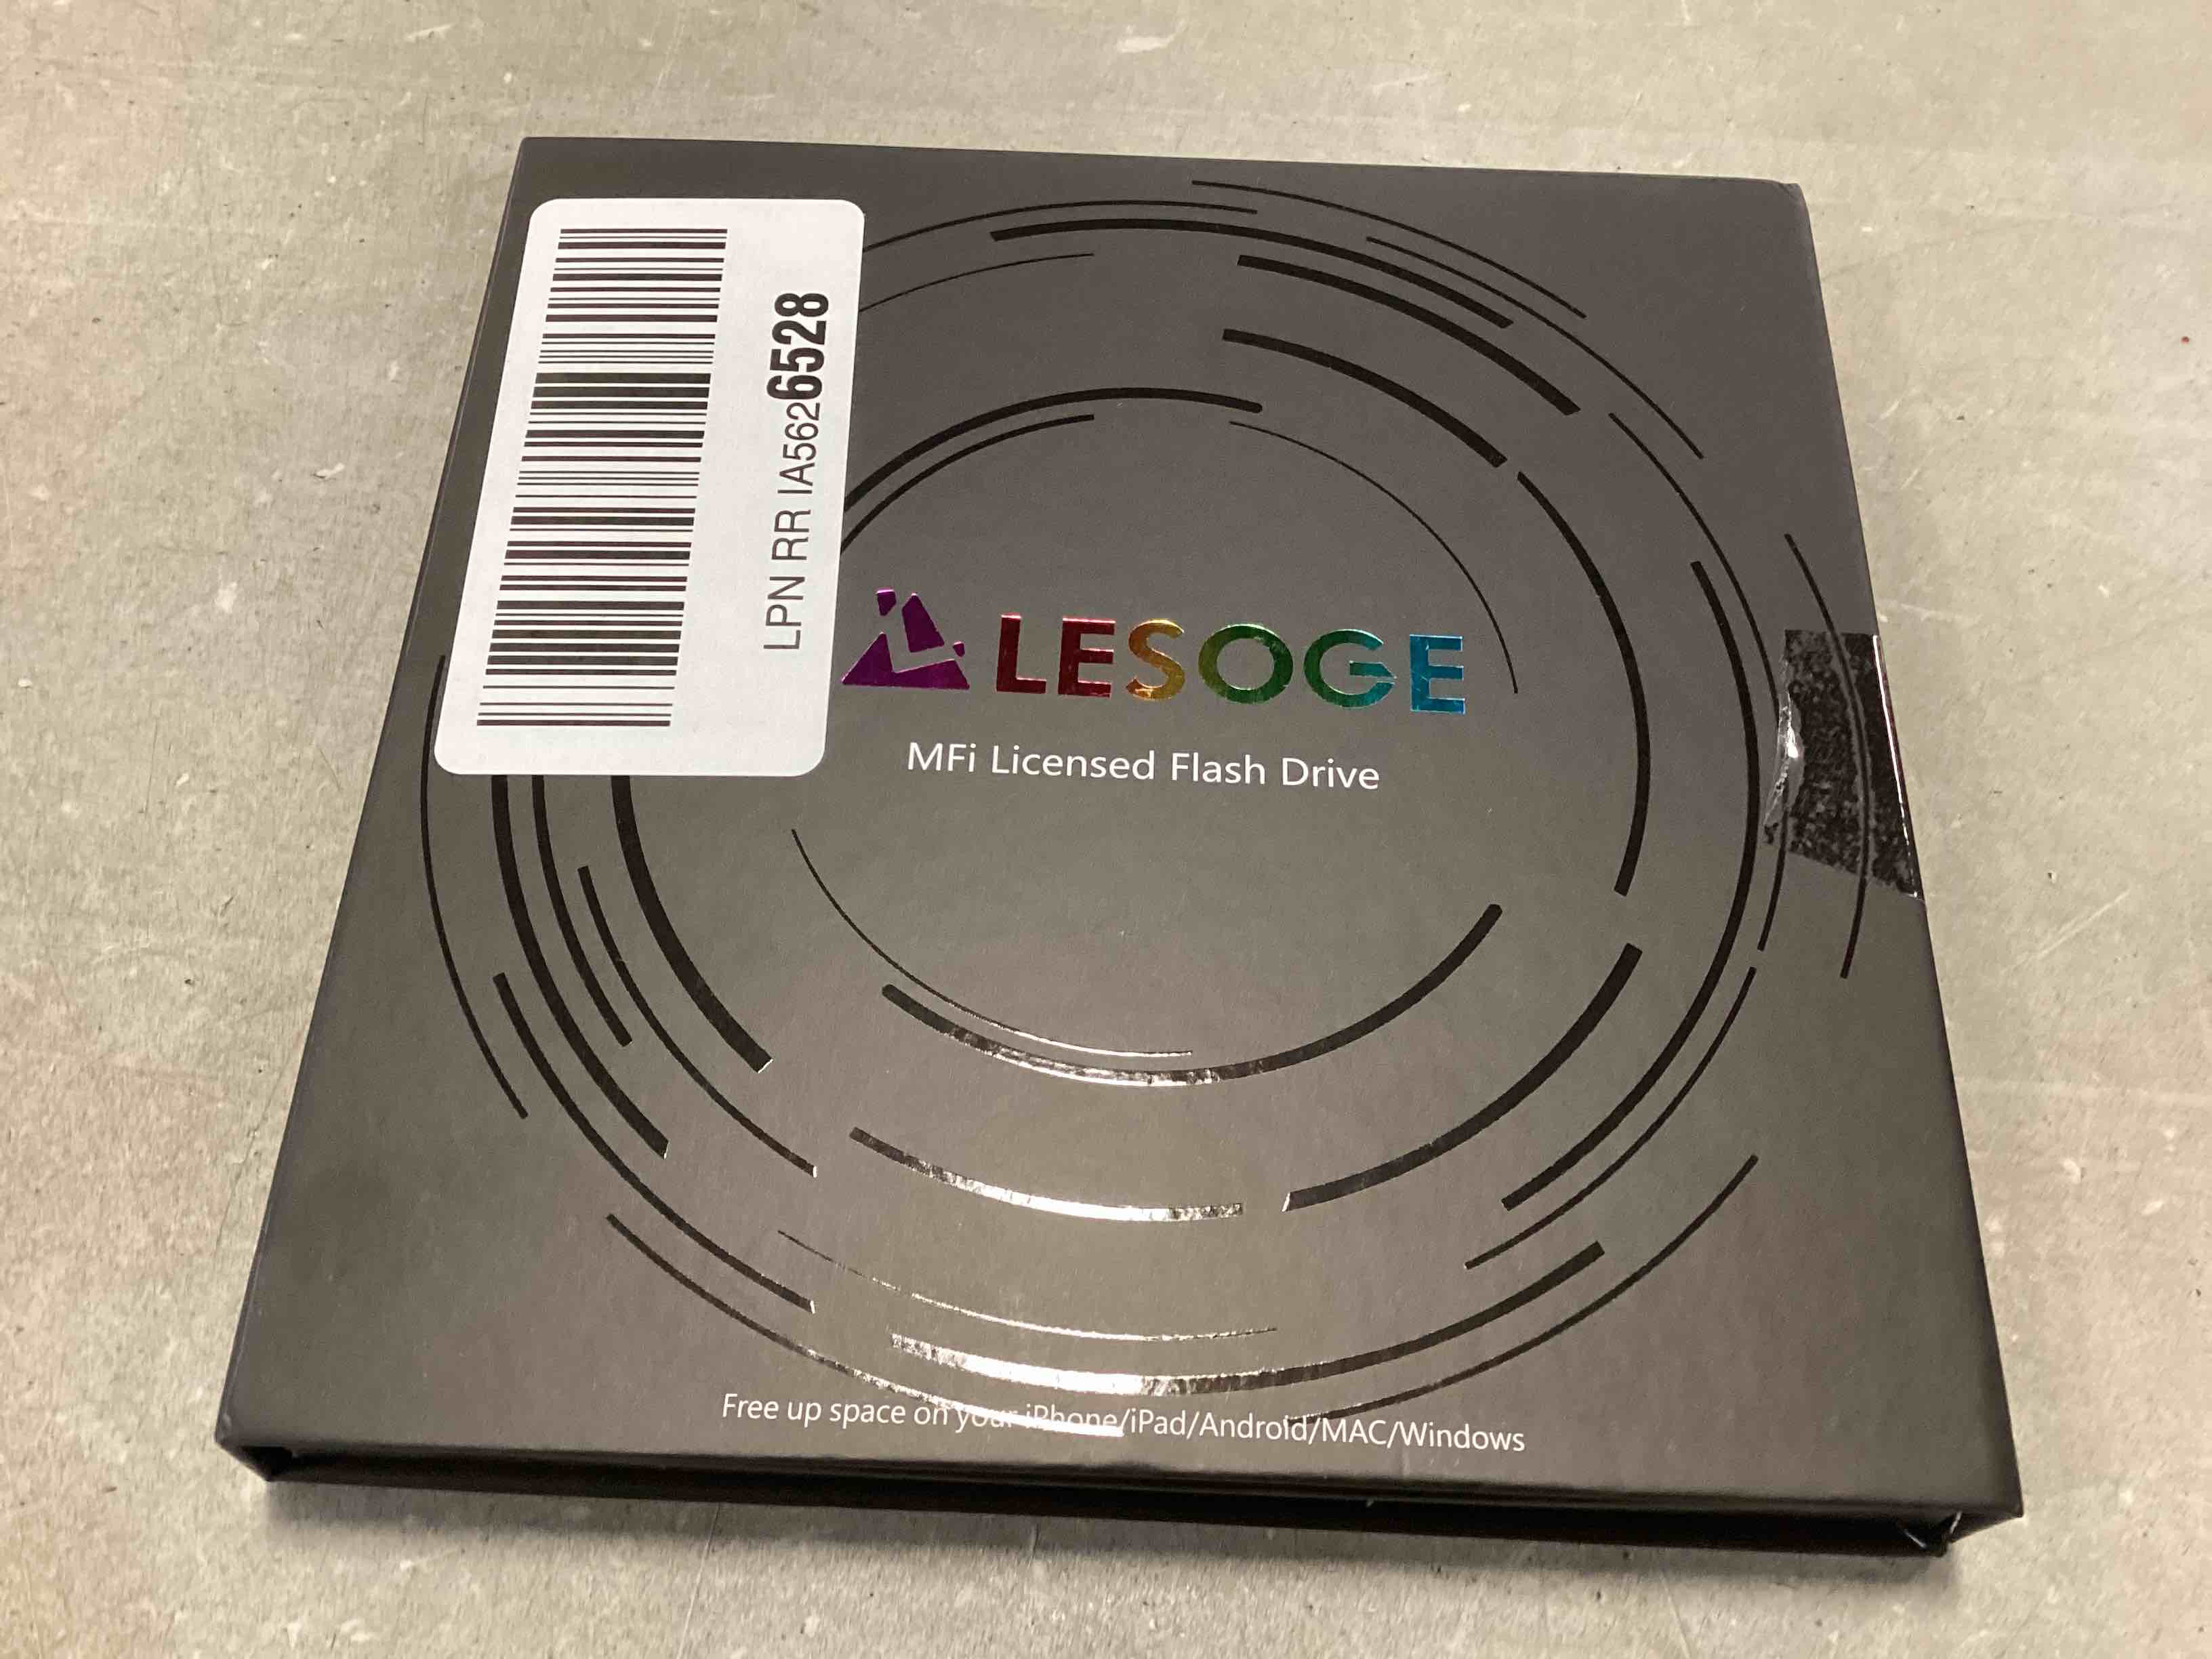 LPN RR IA5626528
LESOGE
MFi Licensed Flash Drive
Free up space on your iPhone/iPad/Android/MAC/Windows